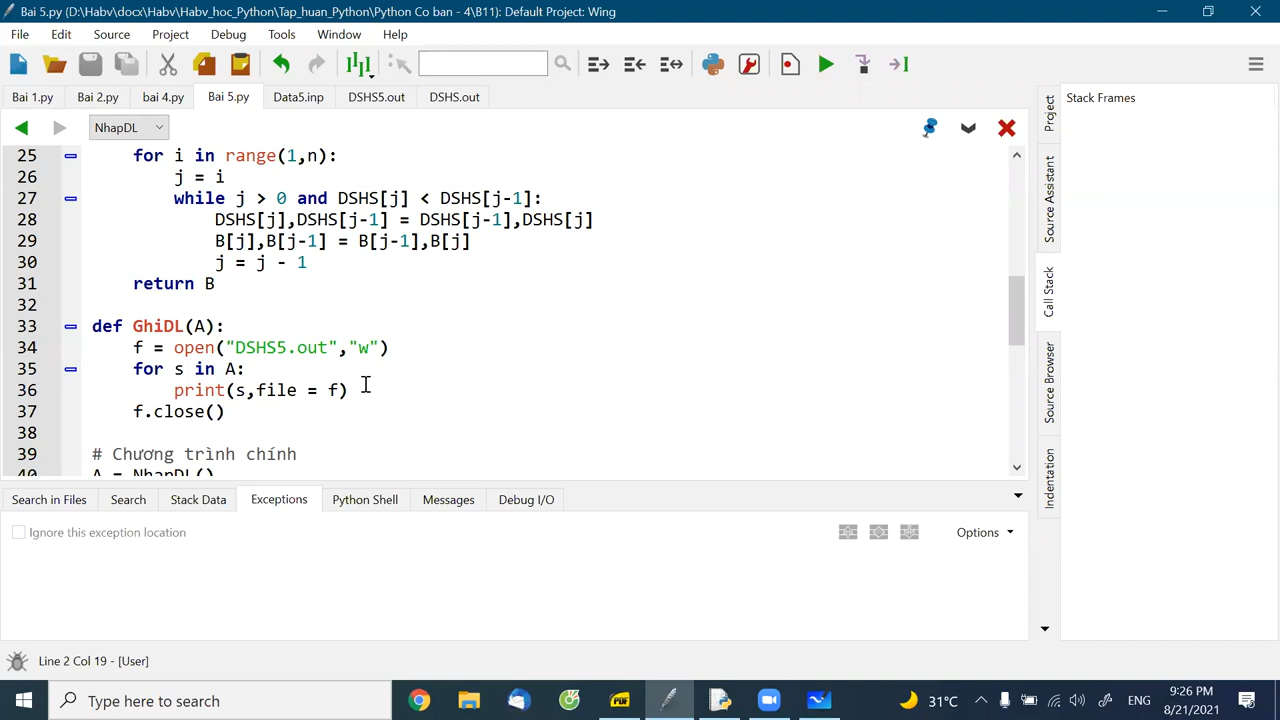 Bai 5.py (D:\Habv\docx\Habv\Habv_hoc_Python\Tap_huan_Python\Python Co ban - 4\B11): Default Project: Wing
File Edit Source Project Debug Tools Window Help
Bai 1.py Bai 2.py bai 4.py Bai 5.py Data5.inp DSHS5.out DSHS.out
NhapDL
25 for i in range(1,n):
26 j = i
27 while j > 0 and DSHS[j] < DSHS[j-1]:
28 DSHS[j],DSHS[j-1] = DSHS[j-1],DSHS[j]
29 B[j],B[j-1] = B[j-1],B[j]
30 j = j - 1
31 return B
32
33 def GhiDL(A):
34 f = open("DSHS5.out","w")
35 for s in A:
36 print(s,file = f)
37 f.close()
38
39 # Chương trình chính
40 A = NhapDL()
Stack Frames
Project
Source Assistant
Call Stack
Source Browser
Indentation
Search in Files Search Stack Data Exceptions Python Shell Messages Debug I/O
Ignore this exception location
Options
Line 2 Col 19 - [User]
Type here to search
PDF
31°C
ENG
9:26 PM
8/21/2021